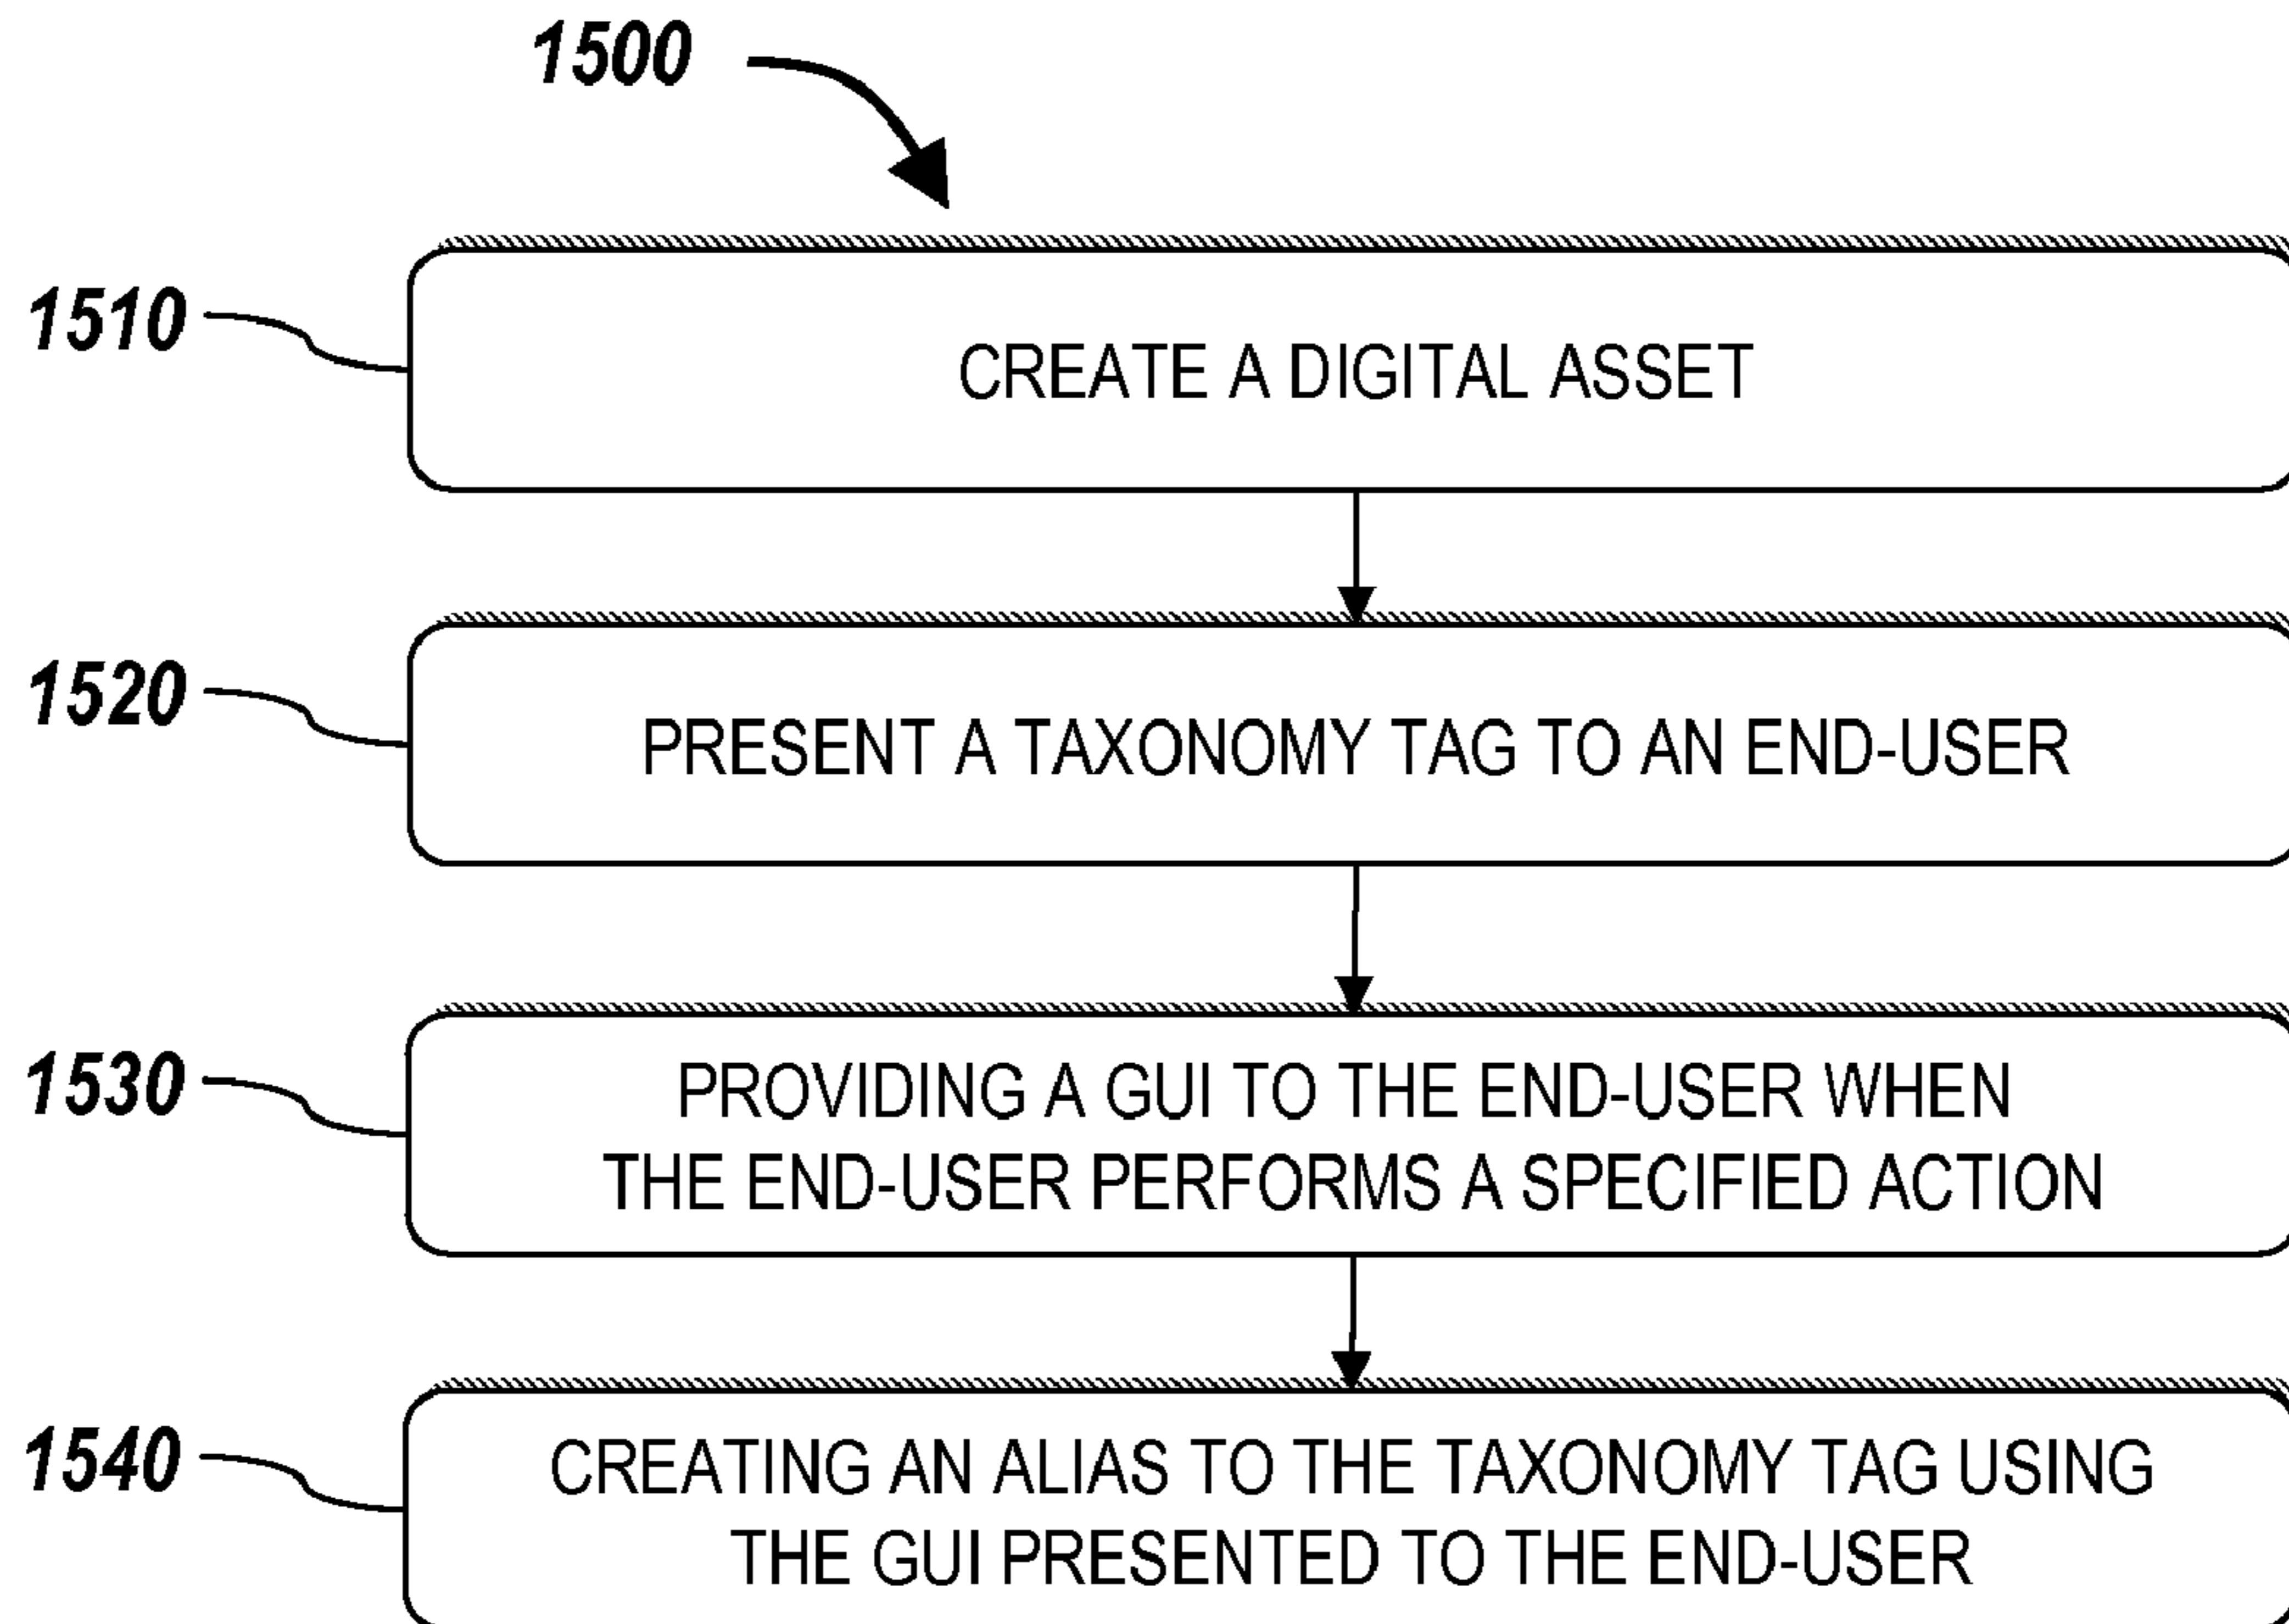 1500
1510
CREATE A DIGITAL ASSET
1520
PRESENT A TAXONOMY TAG TO AN END-USER
1530
PROVIDING A GUI TO THE END-USER WHEN
THE END-USER PERFORMS A SPECIFIED ACTION
1540
CREATING AN ALIAS TO THE TAXONOMY TAG USING
THE GUI PRESENTED TO THE END-USER